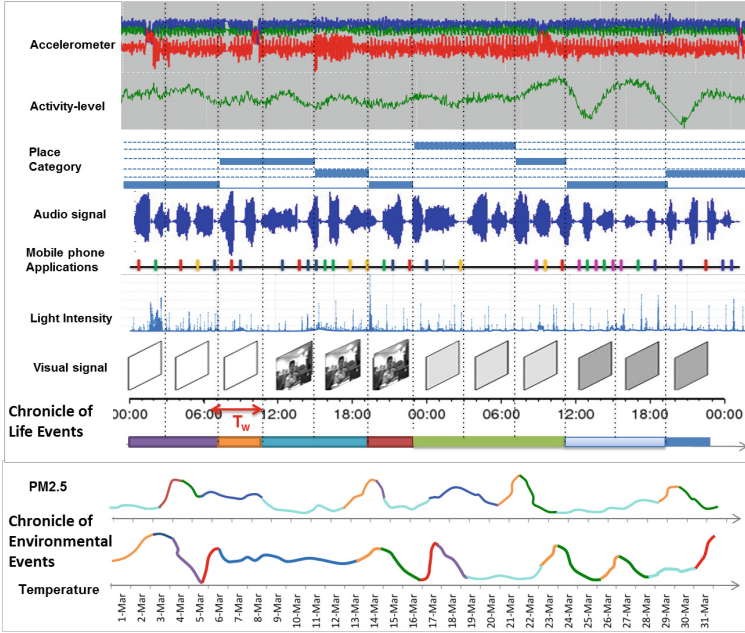 Accelerometer
Activity-level
Place
Category
Audio signal
Mobile phone
Applications
Light Intensity
Visual signal
00:00 06:00 12:00 18:00 00:00 06:00 12:00 18:00 00:00
Tw
Chronicle of
Life Events
PM2.5
Chronicle of
Environmental
Events
Temperature
1-Mar 2-Mar 3-Mar 4-Mar 5-Mar 6-Mar 7-Mar 8-Mar 9-Mar 10-Mar 11-Mar 12-Mar 13-Mar 14-Mar 15-Mar 16-Mar 17-Mar 18-Mar 19-Mar 20-Mar 21-Mar 22-Mar 23-Mar 24-Mar 25-Mar 26-Mar 27-Mar 28-Mar 29-Mar 30-Mar 31-Mar